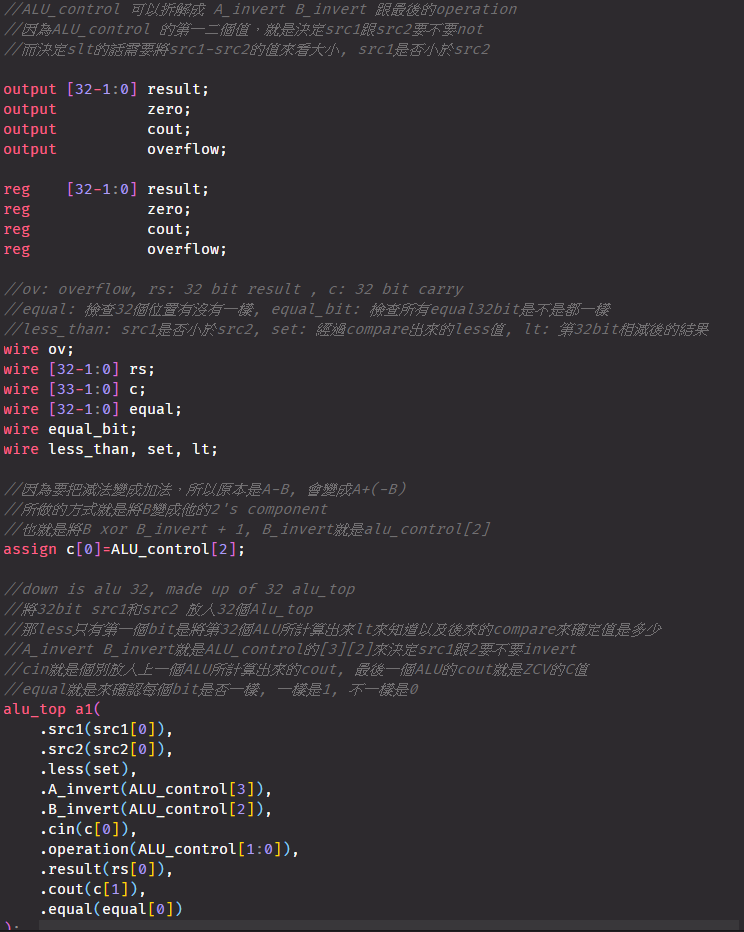 //ALU_control 可以拆解成 A_invert B_invert 跟最後的operation
//因為ALU_control 的第一二個值，就是決定src1跟src2要不要not
//而決定slt的話需要將src1-src2的值來看大小, src1是否小於src2
output [32-1:0] result;
output zero;
output cout;
output overflow;
reg [32-1:0] result;
reg zero;
reg cout;
reg overflow;
//ov: overflow, rs: 32 bit result , c: 32 bit carry
//equal: 檢查32個位置有沒有一樣, equal_bit: 檢查所有equal32bit是不是都一樣
//less_than: src1是否小於src2, set: 經過compare出來的less值, lt: 第32bit相減後的結果
wire ov;
wire [32-1:0] rs;
wire [33-1:0] c;
wire [32-1:0] equal;
wire equal_bit;
wire less_than, set, lt;
//因為要把減法變成加法，所以原本是A-B, 會變成A+(-B)
//所做的方式就是將B變成他的2's component
//也就是將B xor B_invert + 1, B_invert就是alu_control[2]
assign c[0]=ALU_control[2];
//down is alu 32, made up of 32 alu_top
//將32bit src1和src2 放入32個Alu_top
//那less只有第一個bit是將第32個ALU所計算出來lt來知道以及後來的compare來確定值是多少
//A_invert B_invert就是ALU_control的[3][2]來決定src1跟2要不要invert
//cin就是個別放入上一個ALU所計算出來的cout, 最後一個ALU的cout就是ZCV的C值
//equal就是來確認每個bit是否一樣, 一樣是1, 不一樣是0
alu_top a1(
.src1(src1[0]),
.src2(src2[0]),
.less(set),
.A_invert(ALU_control[3]),
.B_invert(ALU_control[2]),
.cin(c[0]),
.operation(ALU_control[1:0]),
.result(rs[0]),
.cout(c[1]),
.equal(equal[0])
);